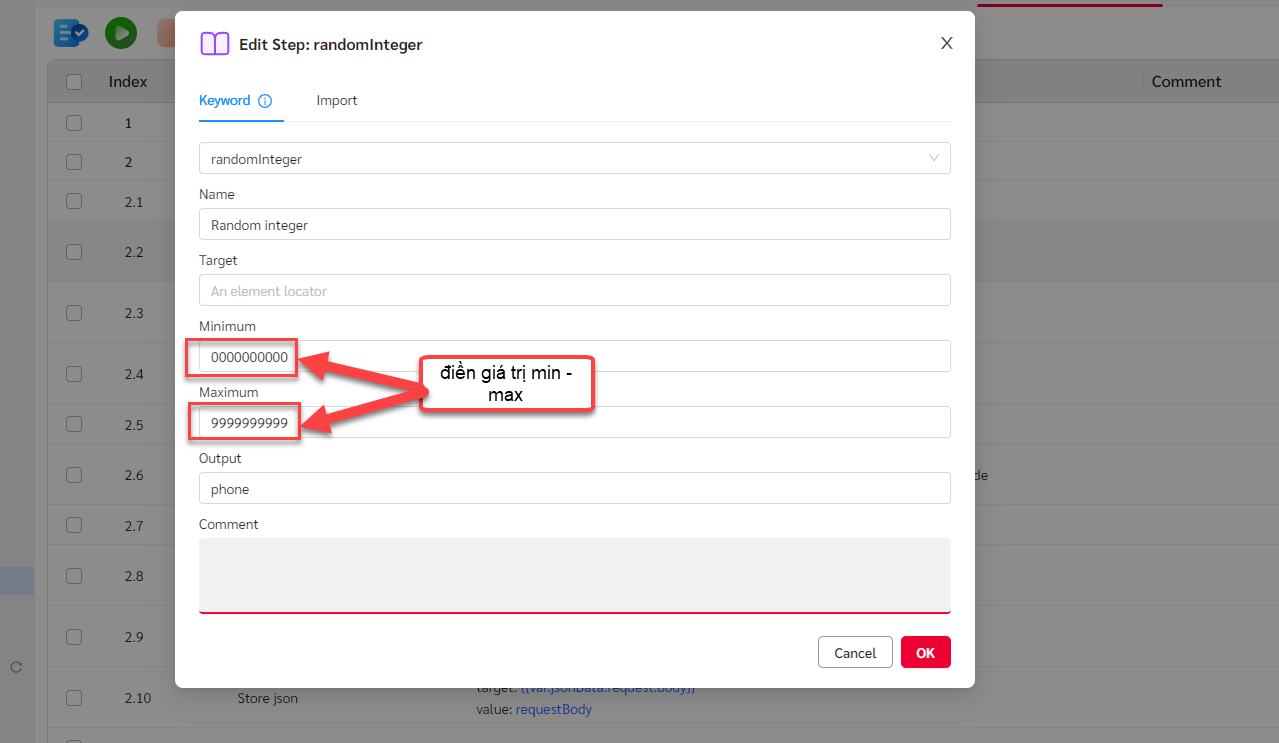 Edit Step: randomInteger
Index
Comment
Keyword
Import
1
randomInteger
2
Name
2.1
Random integer
2.2
Target
An element locator
2.3
Minimum
0000000000
điền giá trị min -
max
2.4
Maximum
9999999999
2.5
Output
2.6
phone
de
2.7
Comment
2.8
2.9
Cancel
OK
2.10
Store json
target: {{var.jsonData.request.body}}
value: requestBody